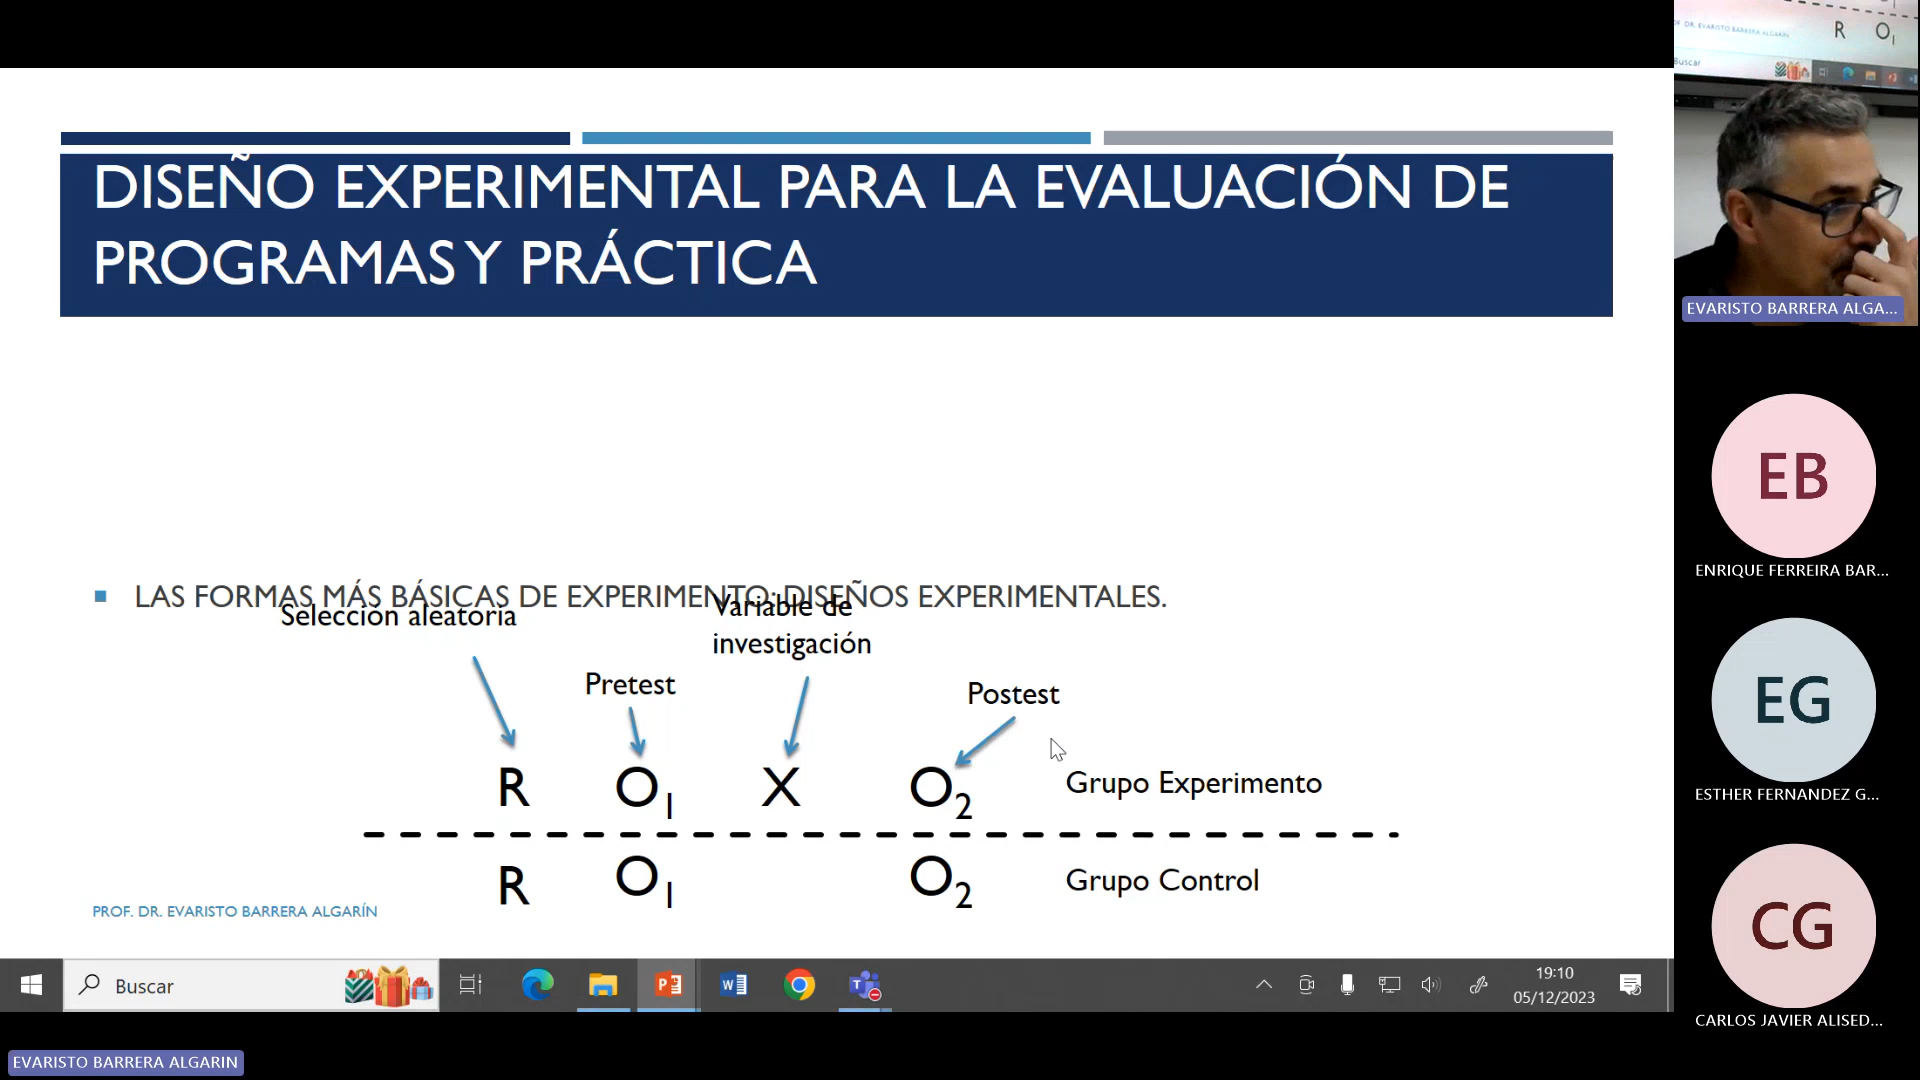 DISEÑO EXPERIMENTAL PARA LA EVALUACIÓN DE
PROGRAMAS Y PRÁCTICA
LAS FORMAS MÁS BÁSICAS DE EXPERIMENTO: DISEÑOS EXPERIMENTALES.
Selección aleatoria
Variable de
investigación
Pretest
Postest
R O1 X O2 Grupo Experimento
R O1 O2 Grupo Control
PROF. DR. EVARISTO BARRERA ALGARÍN
Buscar
19:10
05/12/2023
EVARISTO BARRERA ALGARIN
R O1
Buscar
EVARISTO BARRERA ALGA...
EB
ENRIQUE FERREIRA BAR...
EG
ESTHER FERNANDEZ G...
CG
CARLOS JAVIER ALISED...